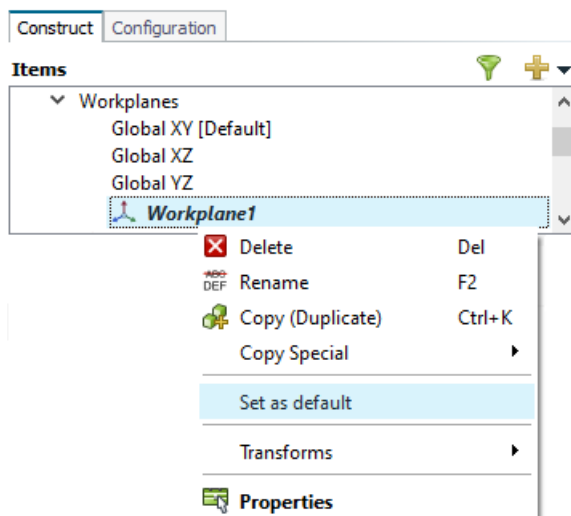 Construct Configuration
Items
Workplanes
Global XY [Default]
Global XZ
Global YZ
Workplane1
Delete Del
ABC DEF Rename F2
Copy (Duplicate) Ctrl+K
Copy Special
Set as default
Transforms
Properties